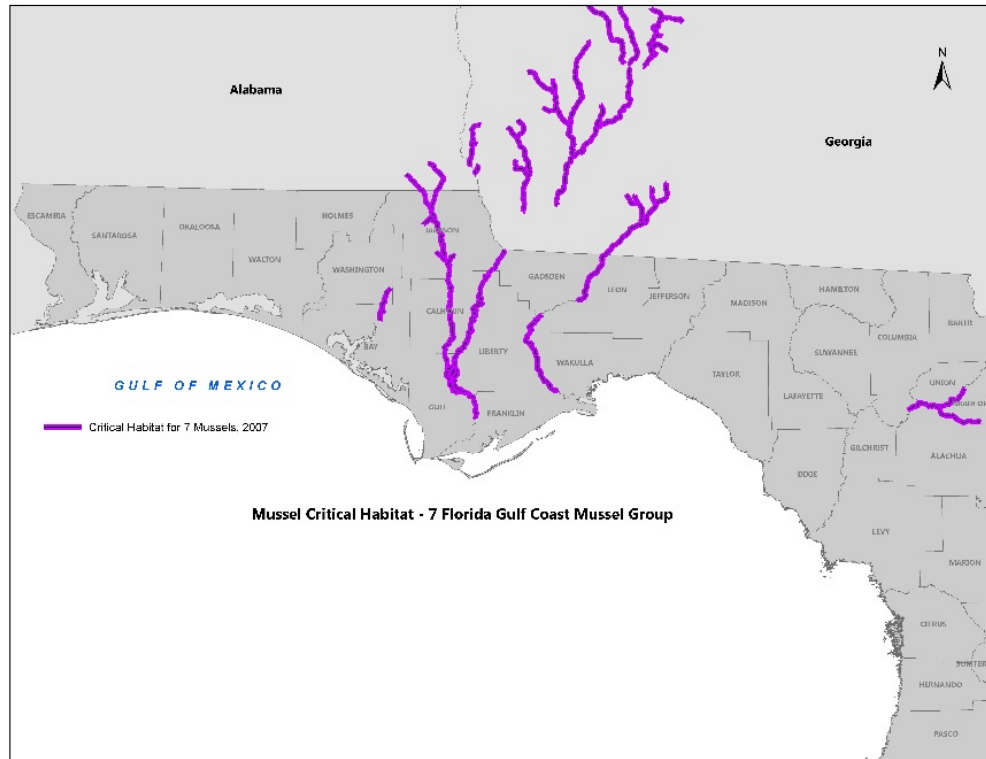 N
Alabama
Georgia
ESCAMBIA
SANTAROSA
OKALOOSA
WALTON
HOLMES
JACKSON
WASHINGTON
GADSDEN
LEON
JEFFERSON
MADISON
HAMILTON
COLUMBIA
BAKER
CALHOUN
BAY
LIBERTY
WAKULLA
TAYLOR
SUWANNEE
UNION
LAFAYETTE
GULF
FRANKLIN
GILCHRIST
ALACHUA
GULF OF MEXICO
Critical Habitat for 7 Mussels, 2007
DIXIE
LEVY
MARION
Mussel Critical Habitat - 7 Florida Gulf Coast Mussel Group
CITRUS
SUMTER
HERNANDO
PASCO